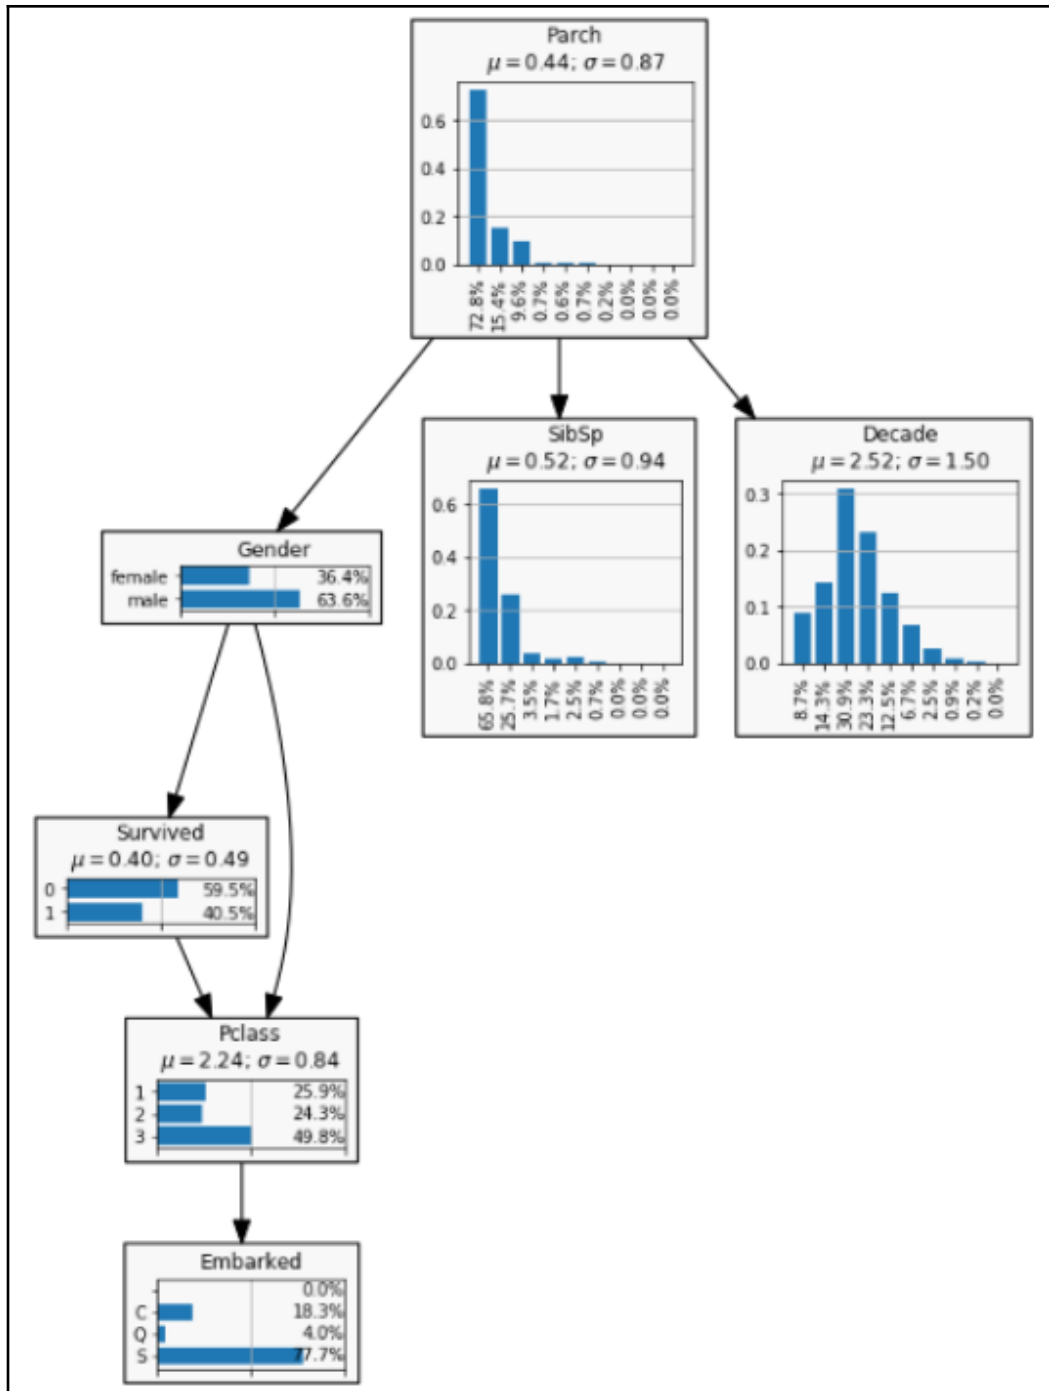 Parch
μ = 0.44; σ = 0.87
0.6
0.4
0.2
0.0
72.8%
15.4%
9.6%
0.7%
0.6%
0.7%
0.2%
0.0%
0.0%
0.0%
SibSp
μ = 0.52; σ = 0.94
0.6
0.4
0.2
0.0
65.8%
25.7%
3.5%
1.7%
2.5%
0.7%
0.0%
0.0%
0.0%
Decade
μ = 2.52; σ = 1.50
0.3
0.2
0.1
0.0
8.7%
14.3%
30.9%
23.3%
12.5%
6.7%
2.5%
0.9%
0.2%
0.0%
Gender
female 36.4%
male 63.6%
Survived
μ = 0.40; σ = 0.49
0 59.5%
1 40.5%
Pclass
μ = 2.24; σ = 0.84
1 25.9%
2 24.3%
3 49.8%
Embarked
0.0%
C 18.3%
Q 4.0%
S 77.7%